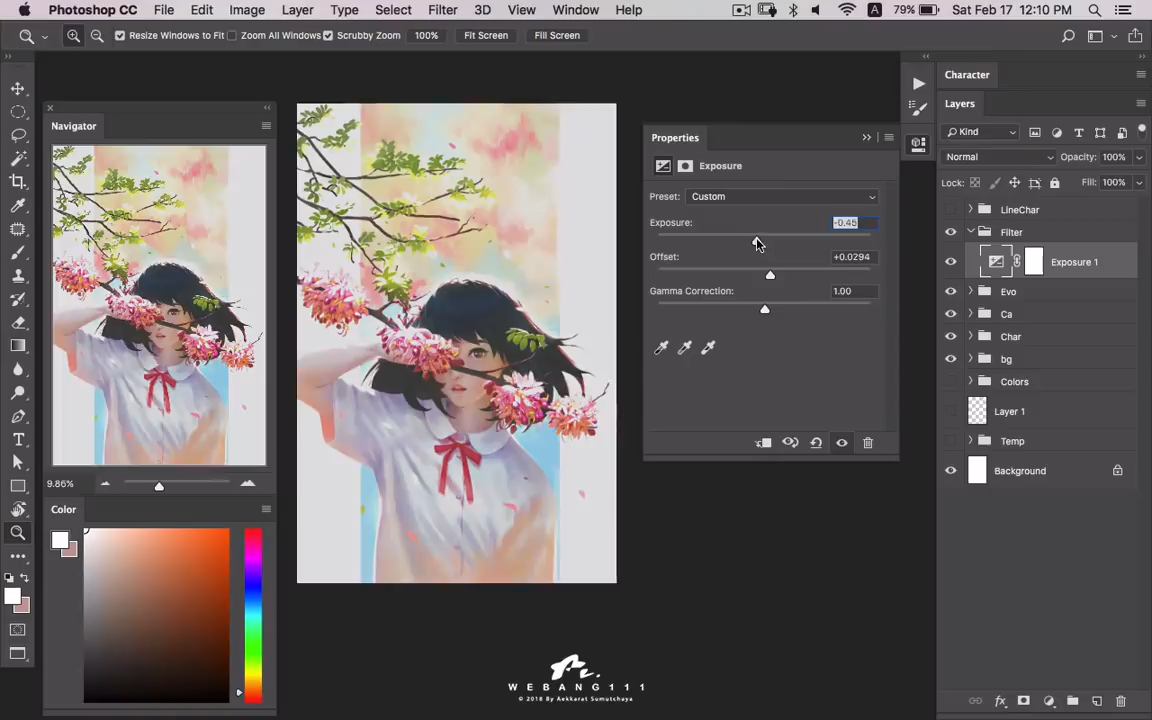 Photoshop CC File Edit Image Layer Type Select Filter 3D View Window Help 79% Sat Feb 17 12:10 PM
Resize Windows to Fit Zoom All Windows Scrubby Zoom 100% Fit Screen Fill Screen
Navigator
9.86%
Color
Properties
Exposure
Preset: Custom
Exposure: -0.45
Offset: +0.0294
Gamma Correction: 1.00
Character
Layers
Kind
Normal Opacity: 100%
Lock: Fill: 100%
LineChar
Filter
Exposure 1
Evo
Ca
Char
bg
Colors
Layer 1
Temp
Background
WEBANG111
© 2018 By Aekkarat Sumutchaya